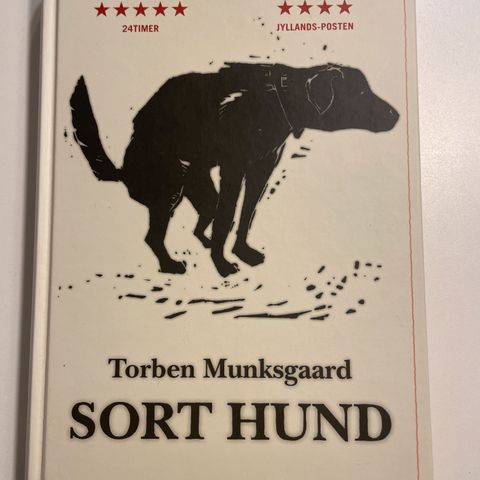 ★★★★★ ★★★★
24TIMER JYLLANDS-POSTEN
Torben Munksgaard
SORT HUND